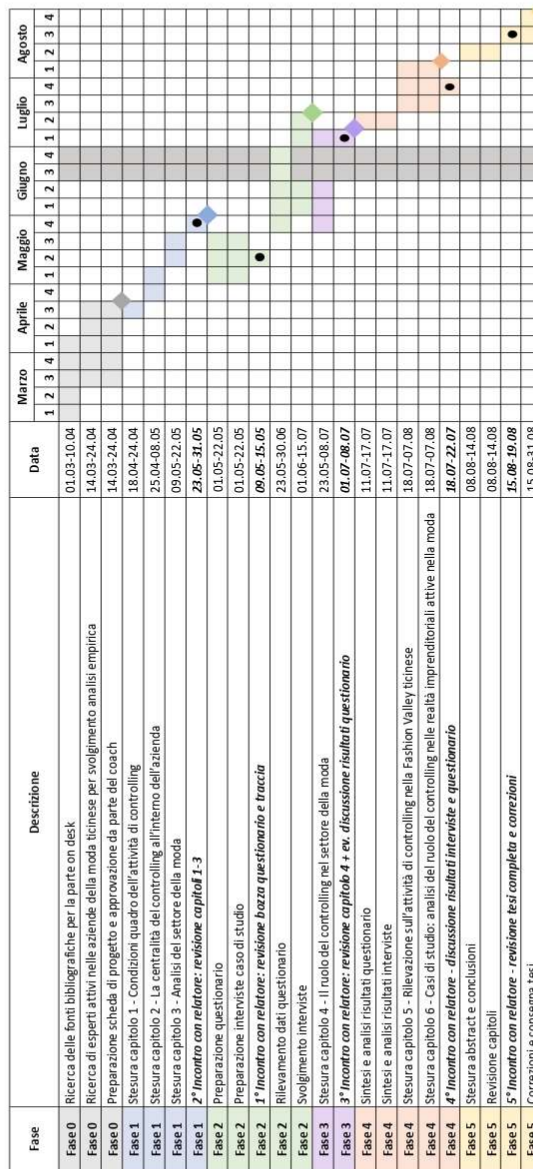 Fase Descrizione Data Marzo Aprile Maggio Giugno Luglio Agosto
1 2 3 4 1 2 3 4 1 2 3 4 1 2 3 4 1 2 3 4 1 2 3 4
Fase 0 Ricerca delle fonti bibliografiche per la parte on desk 01.03-10.04
Fase 0 Ricerca di esperti attivi nelle aziende della moda ticinese per svolgimento analisi empirica 14.03-24.04
Fase 0 Preparazione scheda di progetto e approvazione da parte del coach 14.03-24.04
Fase 1 Stesura capitolo 1 - Condizioni quadro dell'attività di controlling 18.04-24.04
Fase 1 Stesura capitolo 2 - La centralità del controlling all'interno dell'azienda 25.04-08.05
Fase 1 Stesura capitolo 3 - Analisi del settore della moda 09.05-22.05
Fase 1 2° Incontro con relatore: revisione capitoli 1-3 23.05-31.05
Fase 2 Preparazione questionario 01.05-22.05
Fase 2 Preparazione interviste caso di studio 01.05-22.05
Fase 2 1° Incontro con relatore: revisione bozza questionario e traccia 09.05-15.05
Fase 2 Rilevamento dati questionario 23.05-30.06
Fase 2 Svolgimento interviste 01.06-15.07
Fase 3 Stesura capitolo 4 - Il ruolo del controlling nel settore della moda 23.05-08.07
Fase 3 3° Incontro con relatore: revisione capitolo 4 + ev. discussione risultati questionario 01.07-08.07
Fase 4 Sintesi e analisi risultati questionario 11.07-17.07
Fase 4 Sintesi e analisi risultati interviste 11.07-17.07
Fase 4 Stesura capitolo 5 - Rilevazione sull'attività di controlling nella Fashion Valley ticinese 18.07-07.08
Fase 4 Stesura capitolo 6 - Casi di studio: analisi del ruolo del controlling nelle realtà imprenditoriali attive nella moda 18.07-07.08
Fase 4 4° Incontro con relatore - discussione risultati interviste e questionario 18.07-22.07
Fase 5 Stesura abstract e conclusioni 08.08-14.08
Fase 5 Revisione capitoli 08.08-14.08
Fase 5 5° Incontro con relatore - revisione tesi completa e correzioni 15.08-19.08
Fase 5 Correzioni e consegna tesi 15.08-31.08